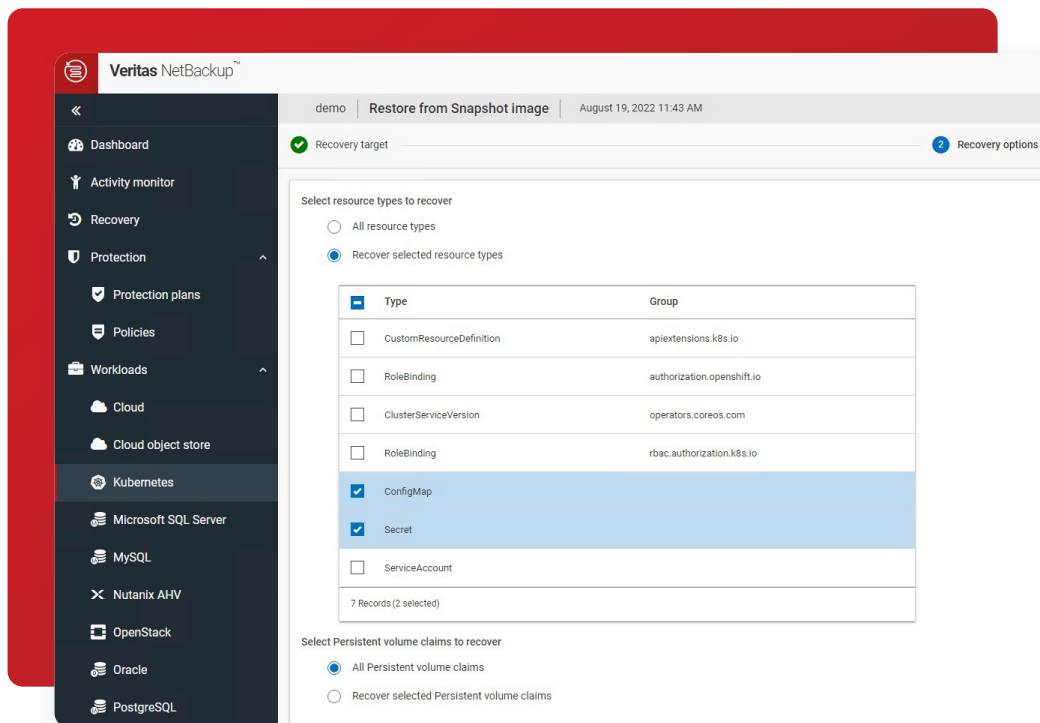 Veritas NetBackup™
demo Restore from Snapshot image August 19, 2022 11:43 AM
Recovery target 2 Recovery options
Dashboard
Activity monitor
Recovery
Protection
Protection plans
Policies
Workloads
Cloud
Cloud object store
Kubernetes
Microsoft SQL Server
MySQL
Nutanix AHV
OpenStack
Oracle
PostgreSQL
Select resource types to recover
All resource types
Recover selected resource types
Type Group
CustomResourceDefinition apiextensions.k8s.io
RoleBinding authorization.openshift.io
ClusterServiceVersion operators.coreos.com
RoleBinding rbac.authorization.k8s.io
ConfigMap
Secret
ServiceAccount
7 Records (2 selected)
Select Persistent volume claims to recover
All Persistent volume claims
Recover selected Persistent volume claims